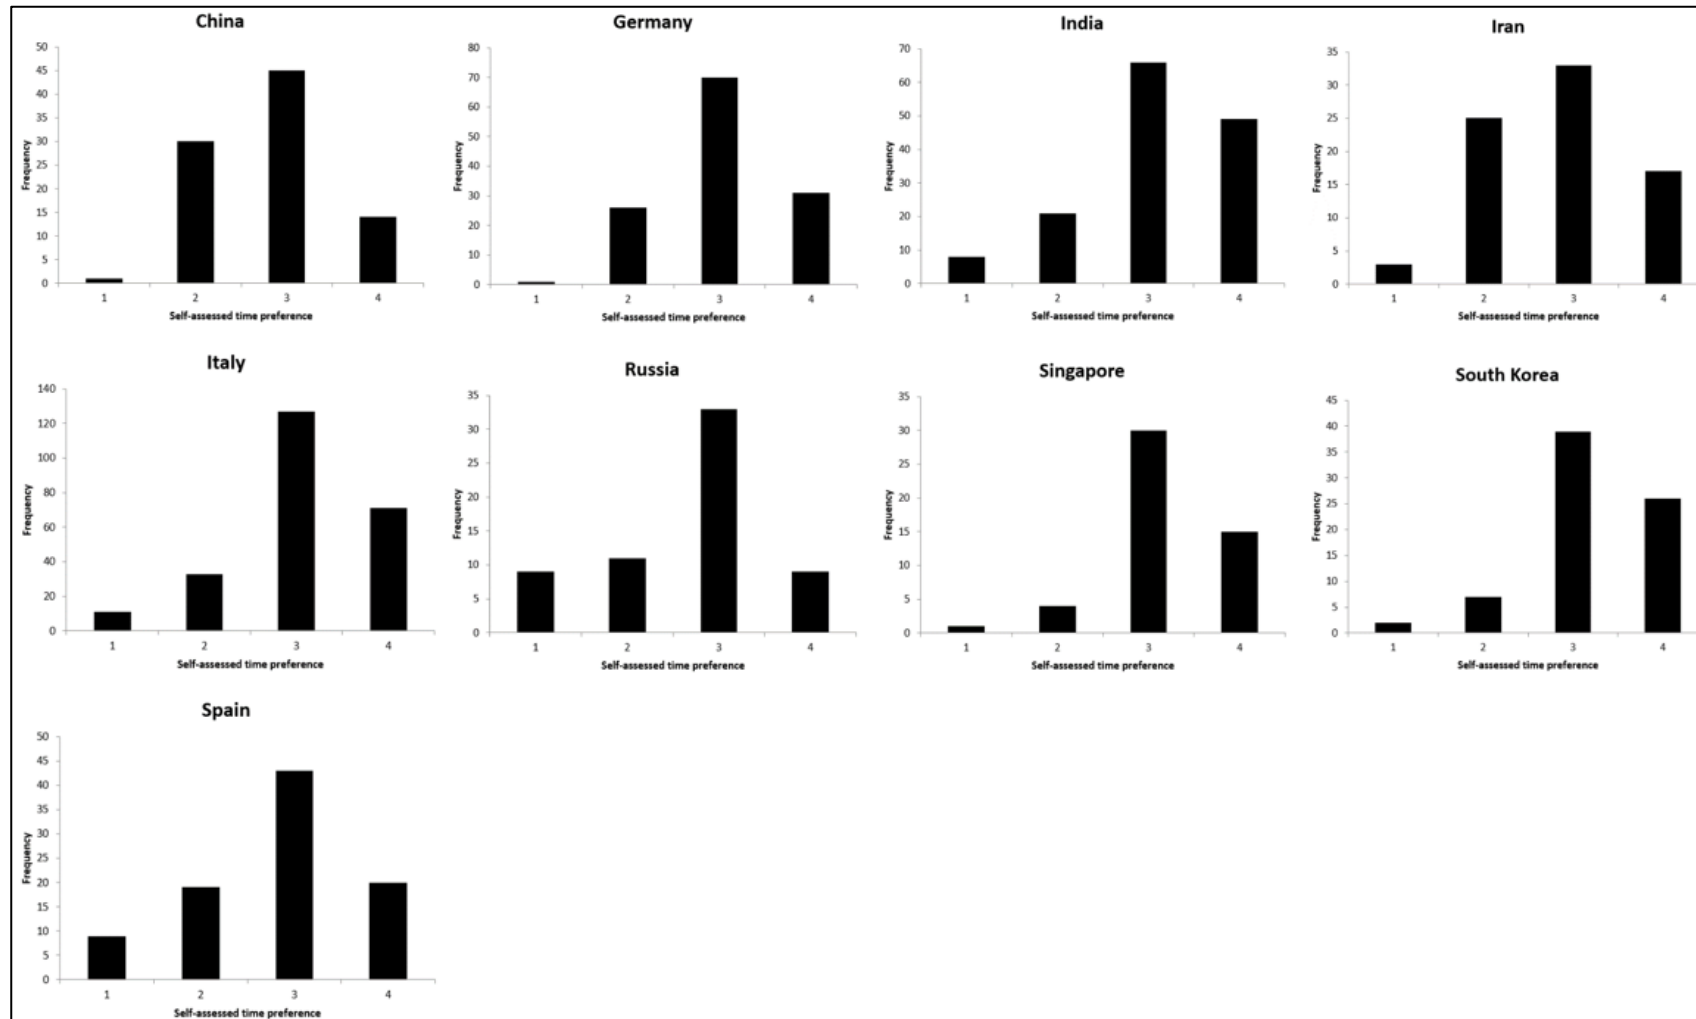 China
50
45
40
35
30
25
20
15
10
5
0
Frequency
1 2 3 4
Self-assessed time preference
Germany
80
70
60
50
40
30
20
10
0
Frequency
1 2 3 4
Self-assessed time preference
India
70
60
50
40
30
20
10
0
Frequency
1 2 3 4
Self-assessed time preference
Iran
35
30
25
20
15
10
5
0
Frequency
1 2 3 4
Self-assessed time preference
Italy
140
120
100
80
60
40
20
0
Frequency
1 2 3 4
Self-assessed time preference
Russia
35
30
25
20
15
10
5
0
Frequency
1 2 3 4
Self-assessed time preference
Singapore
35
30
25
20
15
10
5
0
Frequency
1 2 3 4
Self-assessed time preference
South Korea
45
40
35
30
25
20
15
10
5
0
Frequency
1 2 3 4
Self-assessed time preference
Spain
50
45
40
35
30
25
20
15
10
5
0
Frequency
1 2 3 4
Self-assessed time preference